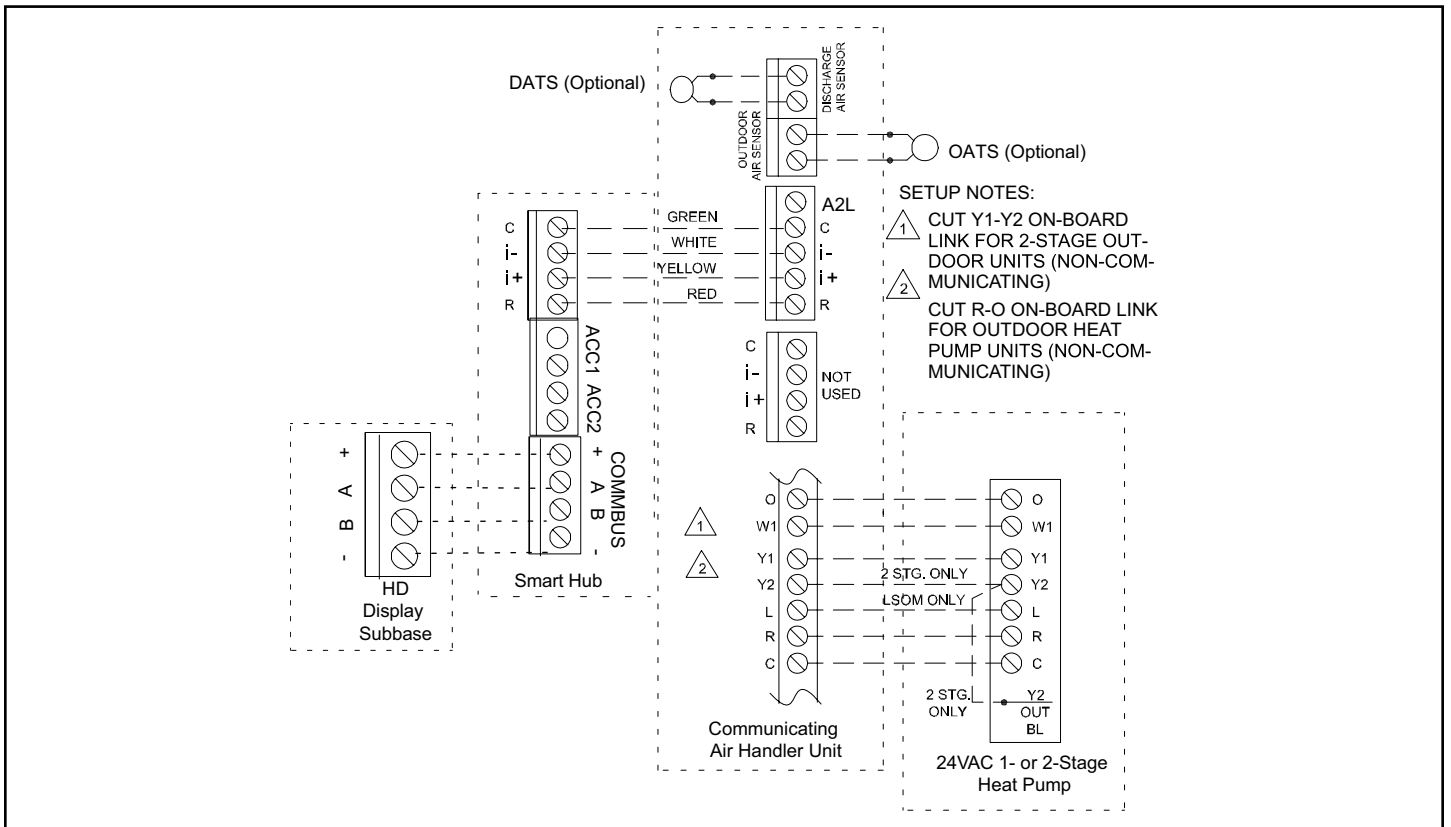 DATS (Optional)
DISCHARGE
AIR SENSOR
OUTDOOR
AIR SENSOR
OATS (Optional)
SETUP NOTES:
1 CUT Y1-Y2 ON-BOARD
LINK FOR 2-STAGE OUT-
DOOR UNITS (NON-COM-
MUNICATING)
2 CUT R-O ON-BOARD LINK
FOR OUTDOOR HEAT
PUMP UNITS (NON-COM-
MUNICATING)
A2L
C GREEN C
i- WHITE i-
i+ YELLOW i+
R RED R
ACC1 ACC2
C
i-
i+
R
NOT
USED
+ A B -
HD
Display
Subbase
+ A B -
COMMBUS
Smart Hub
1
2
O O
W1 W1
Y1 Y1
Y2 2 STG. ONLY Y2
L LSOM ONLY L
R R
C C
2 STG.
ONLY
Y2
OUT
BL
Communicating
Air Handler Unit
24VAC 1- or 2-Stage
Heat Pump